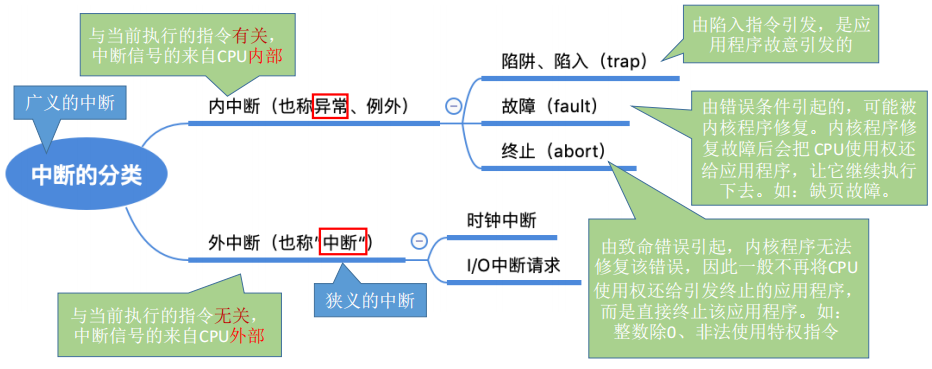 与当前执行的指令有关，
中断信号的来自CPU内部
广义的中断
中断的分类
内中断（也称异常、例外）
陷阱、陷入（trap）
由陷入指令引发，是应
用程序故意引发的
故障（fault）
由错误条件引起的，可能被
内核程序修复。内核程序修
复故障后会把 CPU使用权还
给应用程序，让它继续执行
下去。如：缺页故障。
终止（abort）
由致命错误引起，内核程序无法
修复该错误，因此一般不再将CPU
使用权还给引发终止的应用程序，
而是直接终止该应用程序。如：
整数除0、非法使用特权指令
外中断（也称“中断“）
时钟中断
I/O中断请求
狭义的中断
与当前执行的指令无关，
中断信号的来自CPU外部